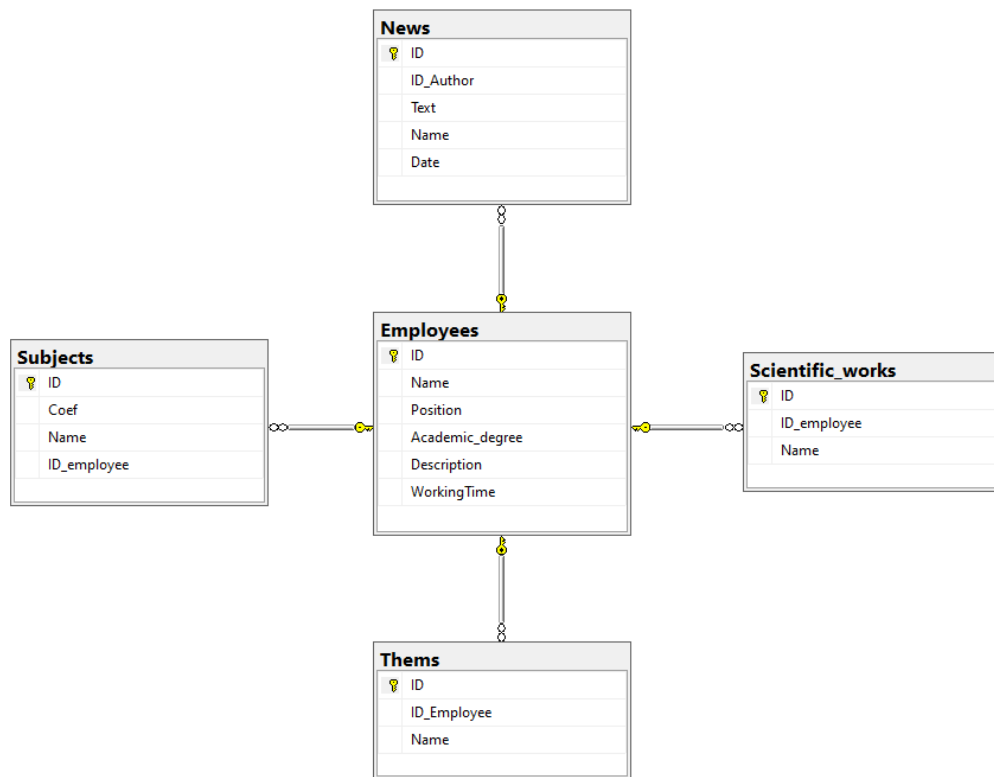 News
ID
ID_Author
Text
Name
Date
Subjects
ID
Coef
Name
ID_employee
Employees
ID
Name
Position
Academic_degree
Description
WorkingTime
Scientific_works
ID
ID_employee
Name
Thems
ID
ID_Employee
Name